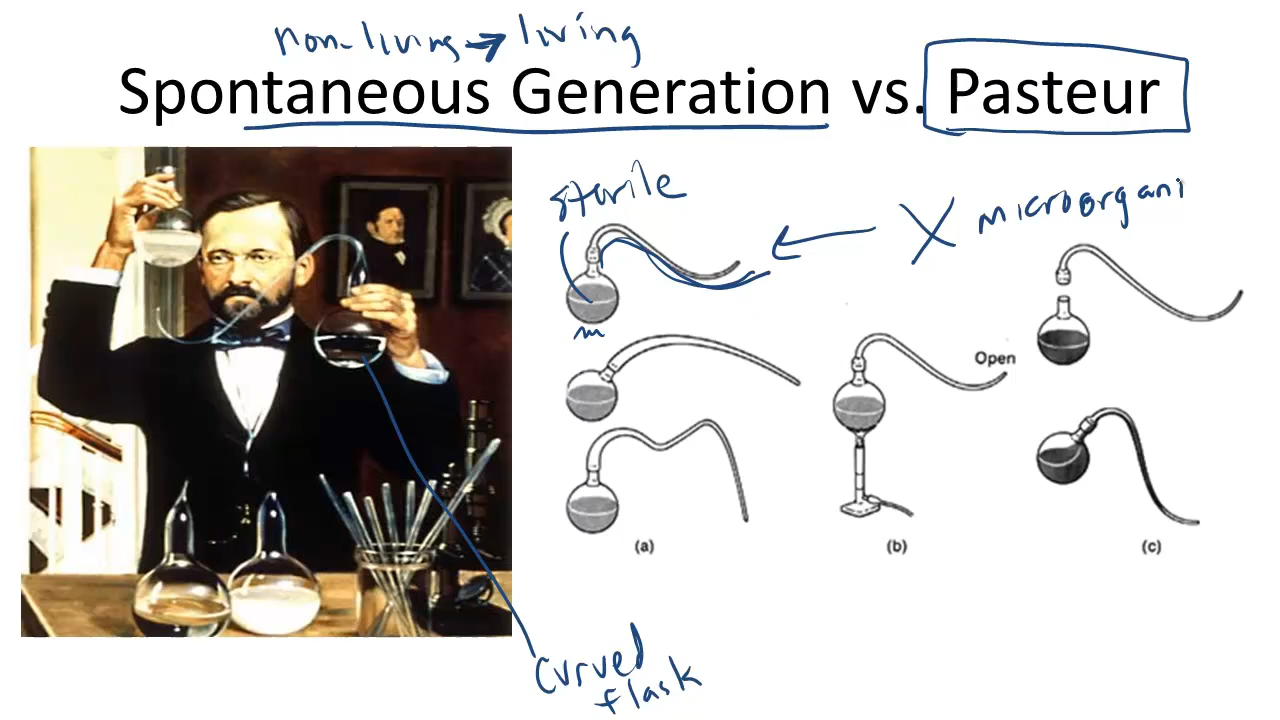 non-living → living
Spontaneous Generation vs. Pasteur
sterile
X microorgani
Open
(a)
(b)
(c)
curved
flask